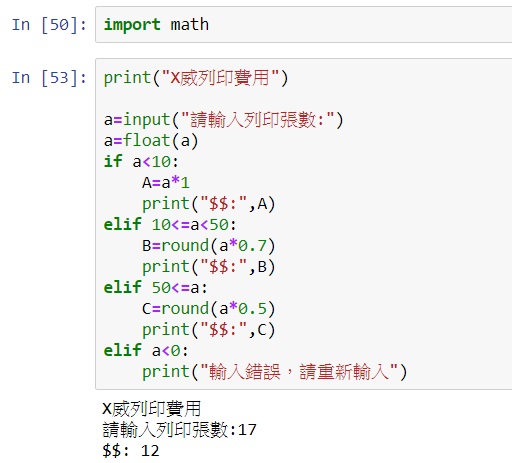 In [50]: import math
In [53]: print("X威列印費用")
a=input("請輸入列印張數:")
a=float(a)
if a<10:
    A=a*1
    print("$$:",A)
elif 10<=a<50:
    B=round(a*0.7)
    print("$$:",B)
elif 50<=a:
    C=round(a*0.5)
    print("$$:",C)
elif a<0:
    print("輸入錯誤，請重新輸入")
X威列印費用
請輸入列印張數:17
$$: 12